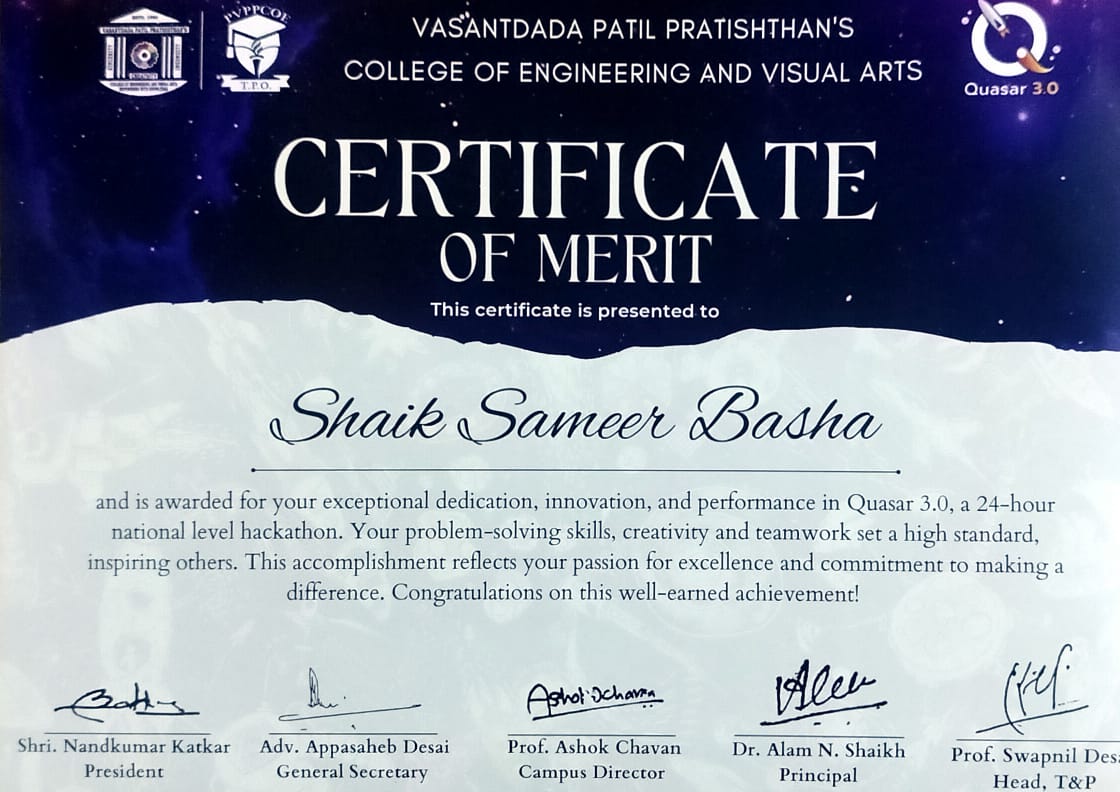 ESTD. 1990
VASANTDADA PATIL PRATISHTHAN'S
PVPPCOE
T.P.O.
VASANTDADA PATIL PRATISHTHAN'S
COLLEGE OF ENGINEERING AND VISUAL ARTS
Quasar 3.0
CERTIFICATE
OF MERIT
This certificate is presented to
Shaik Sameer Basha
and is awarded for your exceptional dedication, innovation, and performance in Quasar 3.0, a 24-hour
national level hackathon. Your problem-solving skills, creativity and teamwork set a high standard,
inspiring others. This accomplishment reflects your passion for excellence and commitment to making a
difference. Congratulations on this well-earned achievement!
Shri. Nandkumar Katkar
President
Adv. Appasaheb Desai
General Secretary
Prof. Ashok Chavan
Campus Director
Dr. Alam N. Shaikh
Principal
Prof. Swapnil Des
Head, T&P